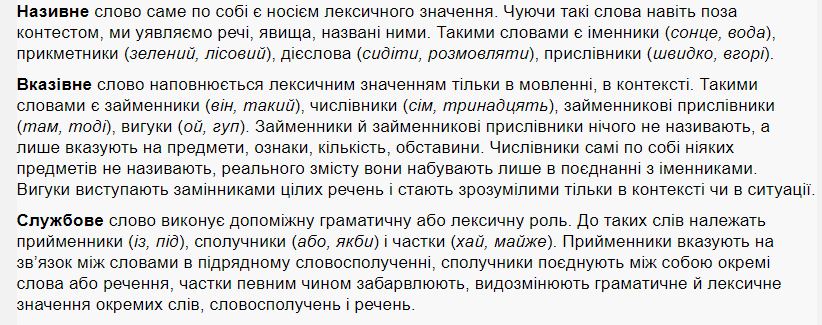 Називне слово саме по собі є носієм лексичного значення. Чуючи такі слова навіть поза
контестом, ми уявляємо речі, явища, названі ними. Такими словами є іменники (сонце, вода),
прикметники (зелений, лісовий), дієслова (сидіти, розмовляти), прислівники (швидко, вгорі).
Вказівне слово наповнюється лексичним значенням тільки в мовленні, в контексті. Такими
словами є займенники (він, такий), числівники (сім, тринадцять), займенникові прислівники
(там, тоді), вигуки (ой, гуп). Займенники й займенникові прислівники нічого не називають, а
лише вказують на предмети, ознаки, кількість, обставини. Числівники самі по собі ніяких
предметів не називають, реального змісту вони набувають лише в поєднанні з іменниками.
Вигуки виступають замінниками цілих речень і стають зрозумілими тільки в контексті чи в ситуації.
Службове слово виконує допоміжну граматичну або лексичну роль. До таких слів належать
прийменники (із, під), сполучники (або, якби) і частки (хай, майже). Прийменники вказують на
зв’язок між словами в підрядному словосполученні, сполучники поєднують між собою окремі
слова або речення, частки певним чином забарвлюють, видозмінюють граматичне й лексичне
значення окремих слів, словосполучень і речень.